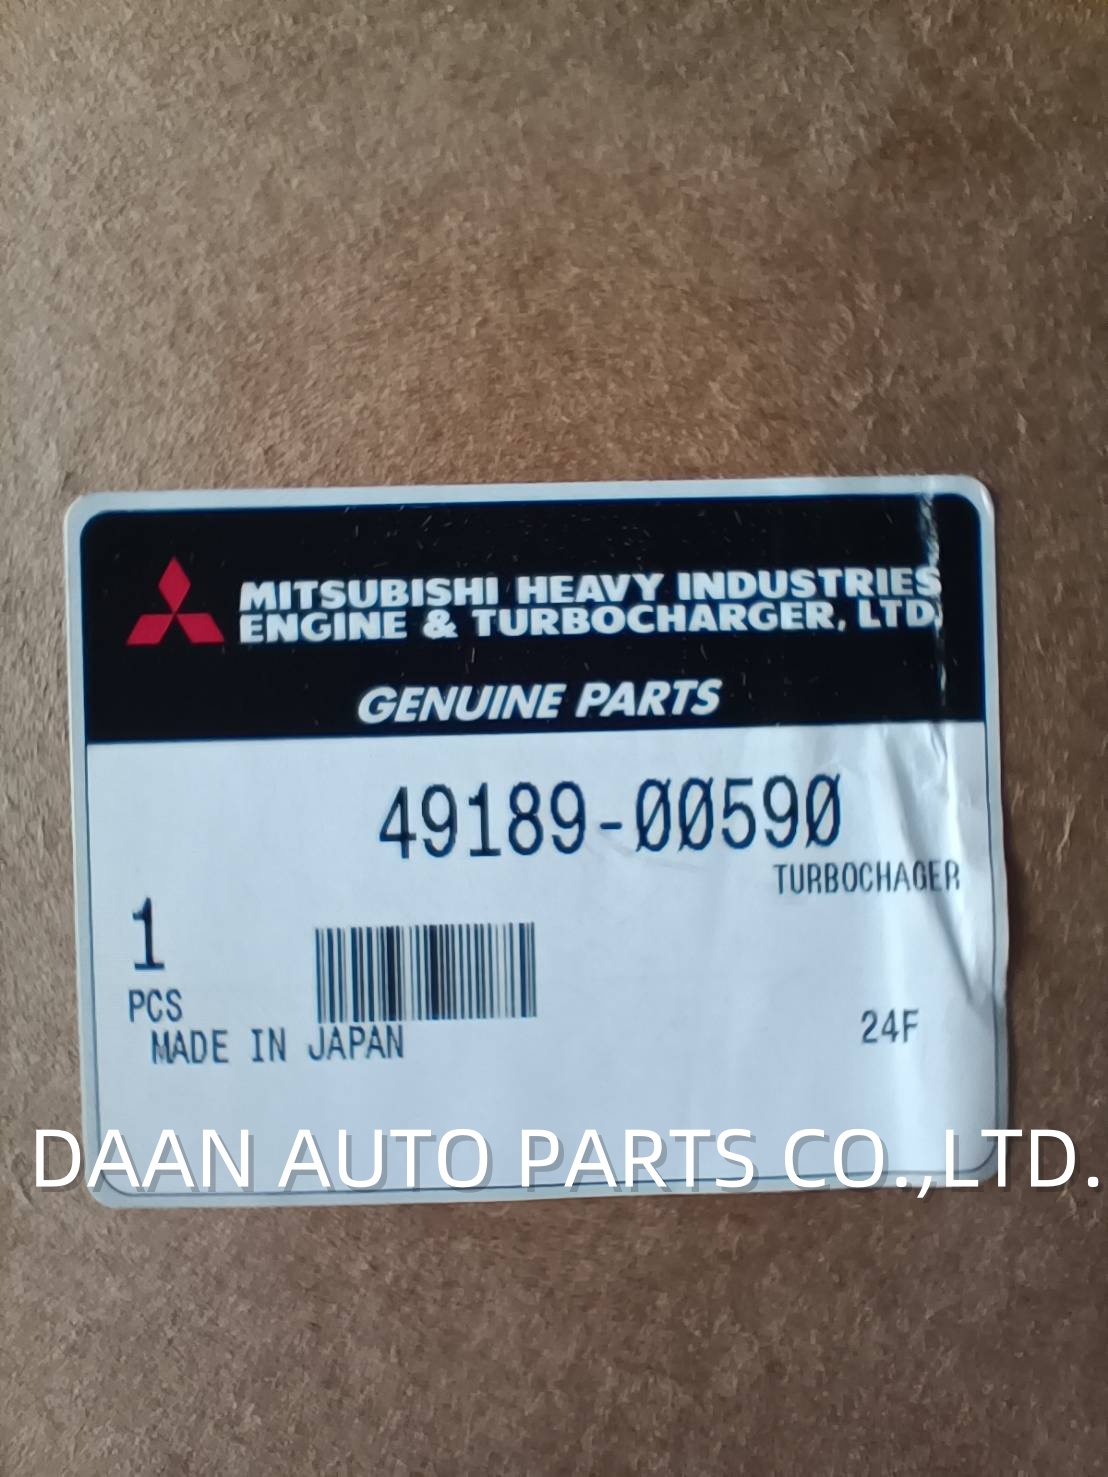 MITSUBISHI HEAVY INDUSTRIES
ENGINE & TURBOCHARGER, LTD.
GENUINE PARTS
49189-00590
TURBOCHAGER
1
PCS
MADE IN JAPAN
24F
DAAN AUTO PARTS CO.,LTD.